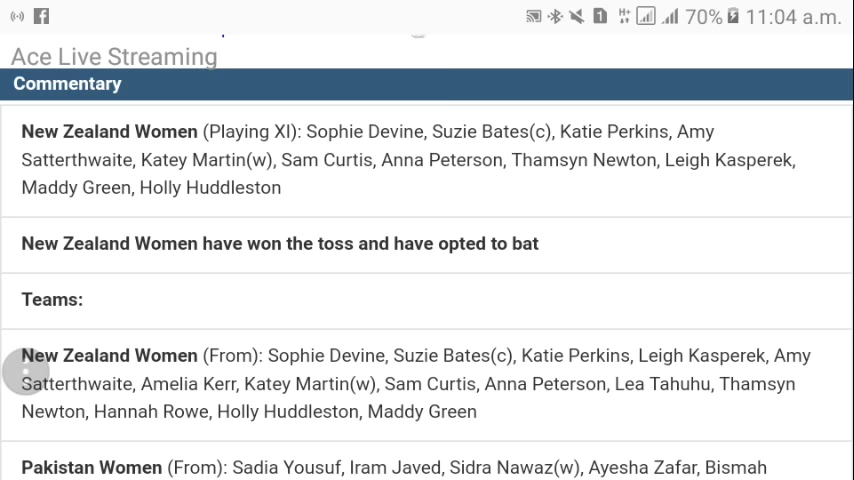 70% 11:04 a.m.
Ace Live Streaming
Commentary
New Zealand Women (Playing XI): Sophie Devine, Suzie Bates(c), Katie Perkins, Amy
Satterthwaite, Katey Martin(w), Sam Curtis, Anna Peterson, Thamsyn Newton, Leigh Kasperek,
Maddy Green, Holly Huddleston
New Zealand Women have won the toss and have opted to bat
Teams:
New Zealand Women (From): Sophie Devine, Suzie Bates(c), Katie Perkins, Leigh Kasperek, Amy
Satterthwaite, Amelia Kerr, Katey Martin(w), Sam Curtis, Anna Peterson, Lea Tahuhu, Thamsyn
Newton, Hannah Rowe, Holly Huddleston, Maddy Green
Pakistan Women (From): Sadia Yousuf, Iram Javed, Sidra Nawaz(w), Ayesha Zafar, Bismah